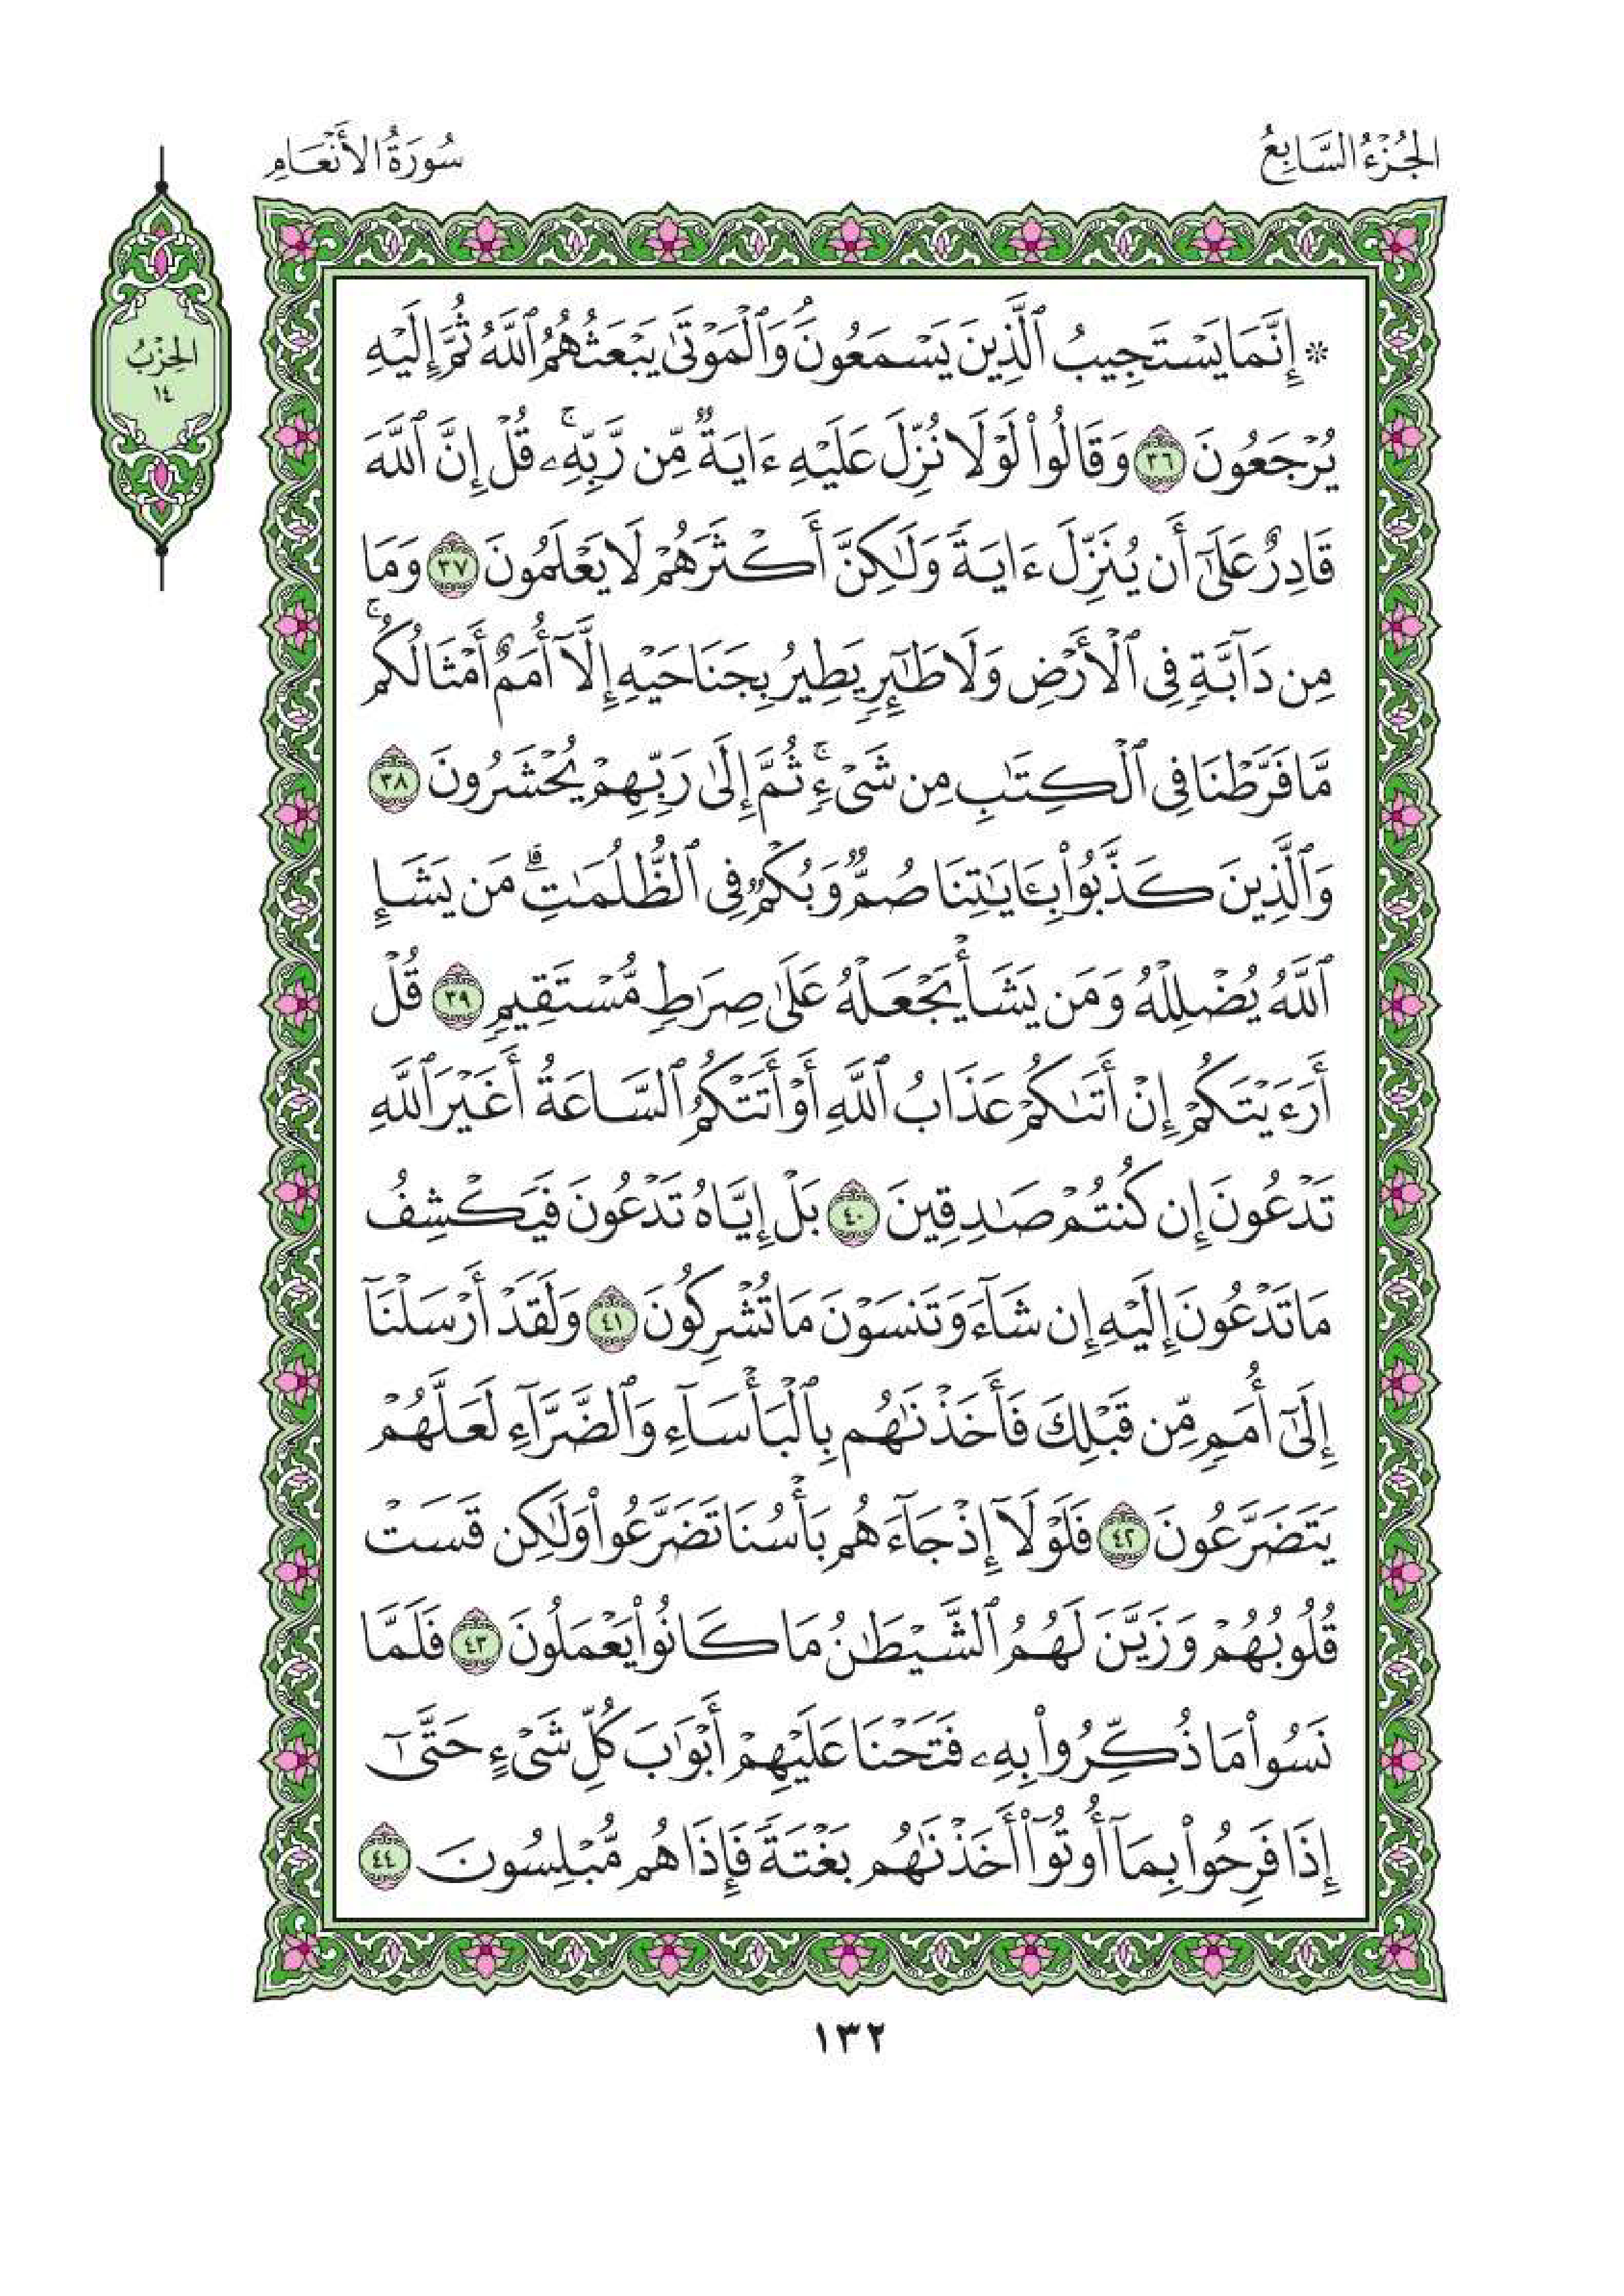 الجُزْءُ السَّابِعُ
سُورَةُ الأَنْعَامِ
الحِزْبُ
١٤
* إِنَّمَا يَسْتَجِيبُ ٱلَّذِينَ يَسْمَعُونَۘ وَٱلْمَوْتَىٰ يَبْعَثُهُمُ ٱللَّهُ ثُمَّ إِلَيْهِ
يُرْجَعُونَ ٣٦ وَقَالُوا۟ لَوْلَا نُزِّلَ عَلَيْهِ ءَايَةٌ مِّن رَّبِّهِۦۚ قُلْ إِنَّ ٱللَّهَ
قَادِرٌ عَلَىٰٓ أَن يُنَزِّلَ ءَايَةً وَلَٰكِنَّ أَكْثَرَهُمْ لَا يَعْلَمُونَ ٣٧ وَمَا
مِن دَآبَّةٍ فِى ٱلْأَرْضِ وَلَا طَٰٓئِرٍ يَطِيرُ بِجَنَاحَيْهِ إِلَّآ أُمَمٌ أَمْثَالُكُمۚ
مَّا فَرَّطْنَا فِى ٱلْكِتَٰبِ مِن شَىْءٍۚ ثُمَّ إِلَىٰ رَبِّهِمْ يُحْشَرُونَ ٣٨
وَٱلَّذِينَ كَذَّبُوا۟ بِـَٔايَٰتِنَا صُمٌّ وَبُكْمٌ فِى ٱلظُّلُمَٰتِۗ مَن يَشَإِ
ٱللَّهُ يُضْلِلْهُ وَمَن يَشَأْ يَجْعَلْهُ عَلَىٰ صِرَٰطٍ مُّسْتَقِيمٍ ٣٩ قُلْ
أَرَءَيْتَكُمْ إِنْ أَتَىٰكُمْ عَذَابُ ٱللَّهِ أَوْ أَتَتْكُمُ ٱلسَّاعَةُ أَغَيْرَ ٱللَّهِ
تَدْعُونَ إِن كُنتُمْ صَٰدِقِينَ ٤٠ بَلْ إِيَّاهُ تَدْعُونَ فَيَكْشِفُ
مَا تَدْعُونَ إِلَيْهِ إِن شَآءَ وَتَنسَوْنَ مَا تُشْرِكُونَ ٤١ وَلَقَدْ أَرْسَلْنَآ
إِلَىٰٓ أُمَمٍ مِّن قَبْلِكَ فَأَخَذْنَٰهُم بِٱلْبَأْسَآءِ وَٱلضَّرَّآءِ لَعَلَّهُمْ
يَتَضَرَّعُونَ ٤٢ فَلَوْلَآ إِذْ جَآءَهُم بَأْسُنَا تَضَرَّعُوا۟ وَلَٰكِن قَسَتْ
قُلُوبُهُمْ وَزَيَّنَ لَهُمُ ٱلشَّيْطَٰنُ مَا كَانُوا۟ يَعْمَلُونَ ٤٣ فَلَمَّا
نَسُوا۟ مَا ذُكِّرُوا۟ بِهِۦ فَتَحْنَا عَلَيْهِمْ أَبْوَٰبَ كُلِّ شَىْءٍ حَتَّىٰٓ
إِذَا فَرِحُوا۟ بِمَآ أُوتُوٓا۟ أَخَذْنَٰهُم بَغْتَةً فَإِذَا هُم مُّبْلِسُونَ ٤٤
١٣٢